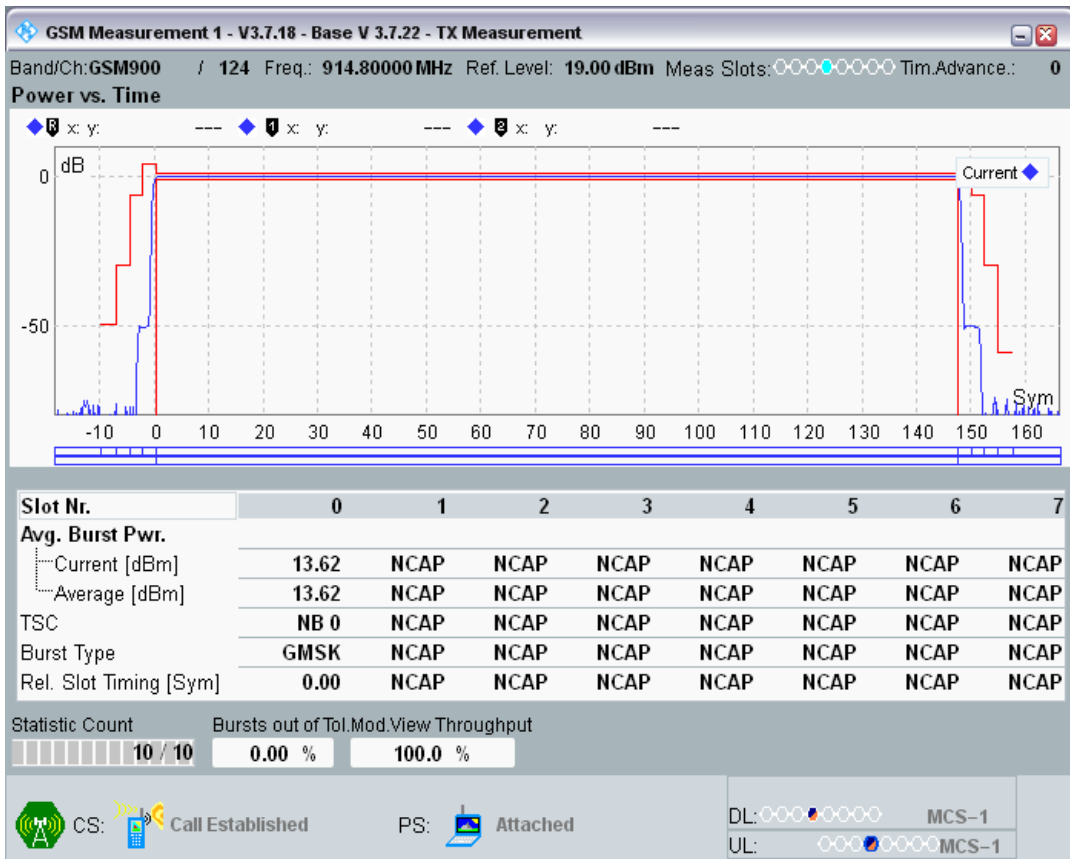 GSM Measurement 1 - V3.7.18 - Base V 3.7.22 - TX Measurement
Band/Ch:GSM900 / 124 Freq.: 914.80000 MHz Ref. Level: 19.00 dBm Meas Slots: Tim.Advance.: 0
Power vs. Time
R x: y: --- 1 x: y: --- 2 x: y: ---
dB
Current
0
-50
Sym
-10 0 10 20 30 40 50 60 70 80 90 100 110 120 130 140 150 160
Slot Nr. 0 1 2 3 4 5 6 7
Avg. Burst Pwr.
Current [dBm] 13.62 NCAP NCAP NCAP NCAP NCAP NCAP NCAP
Average [dBm] 13.62 NCAP NCAP NCAP NCAP NCAP NCAP NCAP
TSC NB 0 NCAP NCAP NCAP NCAP NCAP NCAP NCAP
Burst Type GMSK NCAP NCAP NCAP NCAP NCAP NCAP NCAP
Rel. Slot Timing [Sym] 0.00 NCAP NCAP NCAP NCAP NCAP NCAP NCAP
Statistic Count Bursts out of Tol.Mod.View Throughput
10 / 10 0.00 % 100.0 %
CS: Call Established PS: Attached
DL: MCS-1
UL: MCS-1